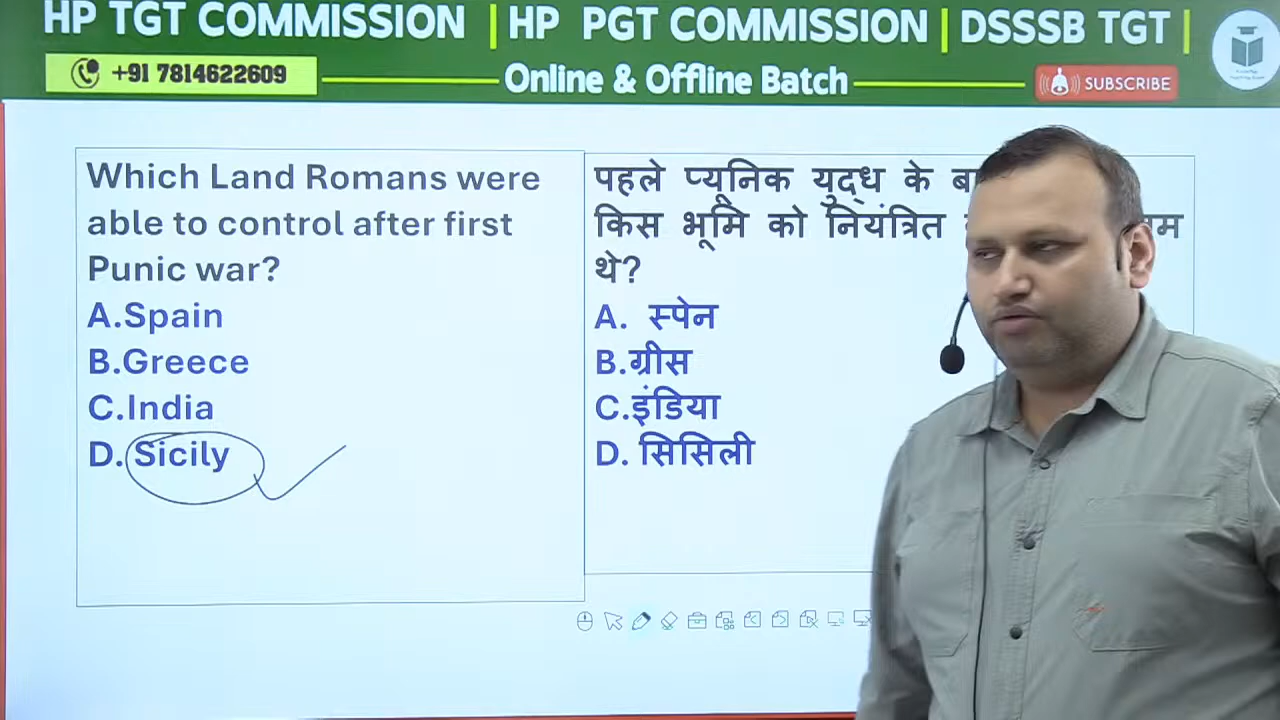 HP TGT COMMISSION | HP PGT COMMISSION | DSSSB TGT |
+91 7814622609
Online & Offline Batch
SUBSCRIBE
Which Land Romans were
able to control after first
Punic war?
A.Spain
B.Greece
C.India
D. Sicily
पहले प्यूनिक युद्ध के
किस भूमि को नियंत्रित
थे?
A. स्पेन
B.ग्रीस
C.इंडिया
D. सिसिली